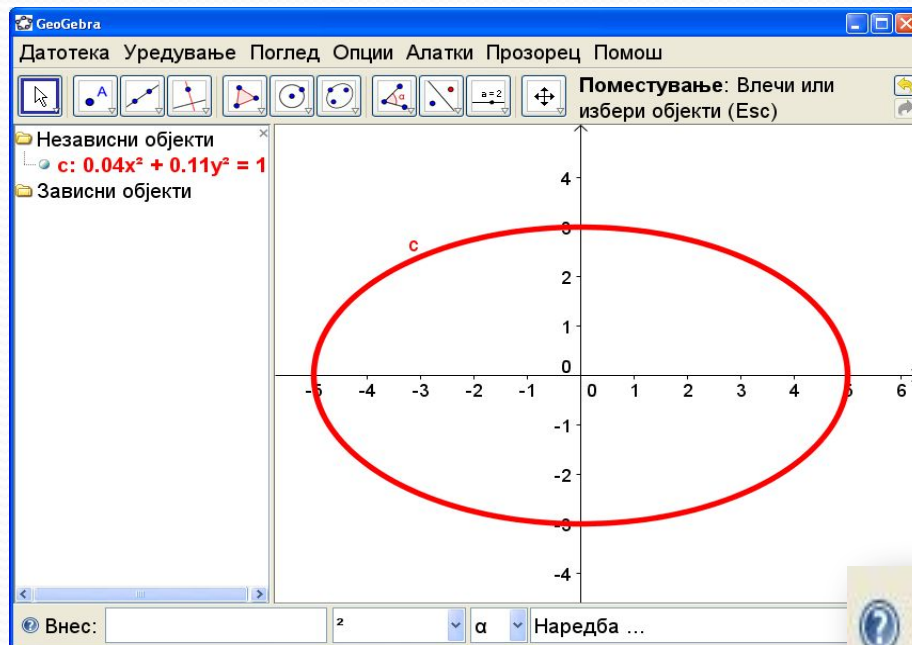 GeoGebra
Датотека Уредување Поглед Опции Алатки Прозорец Помош
A
α
a = 2
Поместување: Влечи или
избери објекти (Esc)
Независни објекти
c: 0.04x² + 0.11y² = 1
Зависни објекти
c
4
3
2
1
0
-5 -4 -3 -2 -1 0 1 2 3 4 5 6
-1
-2
-3
-4
Внес: ² α Наредба ...
?